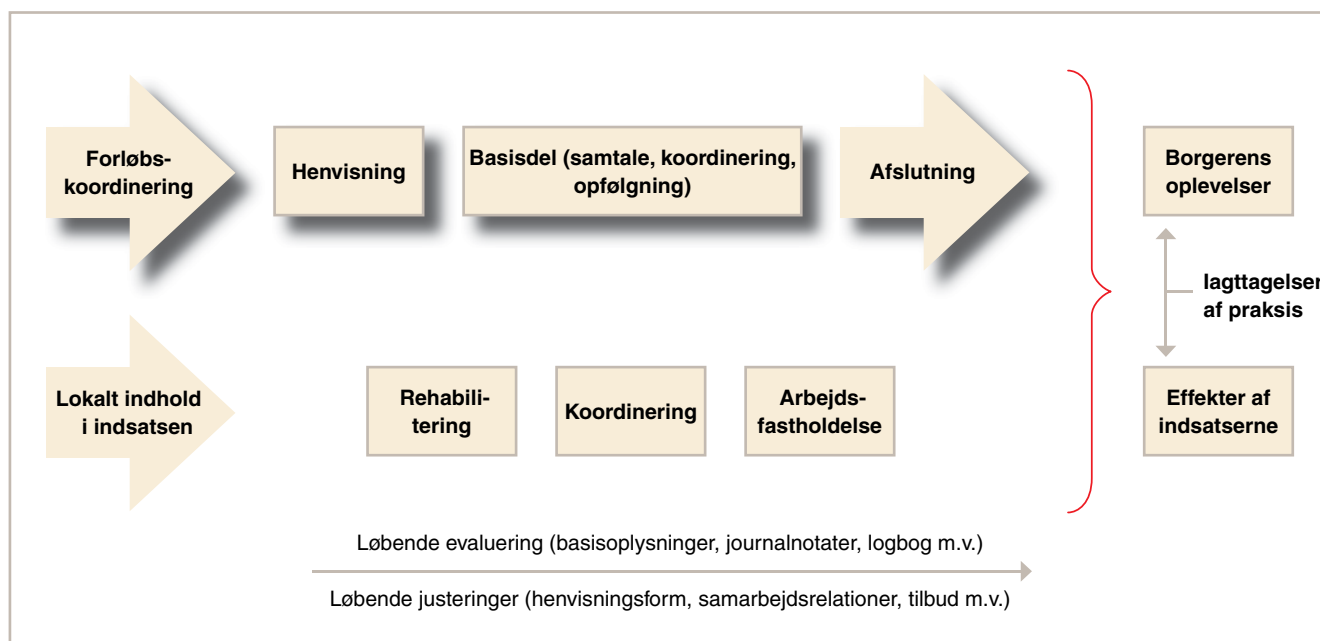 Forløbs-
koordinering
Henvisning
Basisdel (samtale, koordinering,
opfølgning)
Afslutning
Borgerens
oplevelser
Iagttagelser
af praksis
Lokalt indhold
i indsatsen
Rehabili-
tering
Koordinering
Arbejds-
fastholdelse
Effekter af
indsatserne
Løbende evaluering (basisoplysninger, journalnotater, logbog m.v.)
Løbende justeringer (henvisningsform, samarbejdsrelationer, tilbud m.v.)